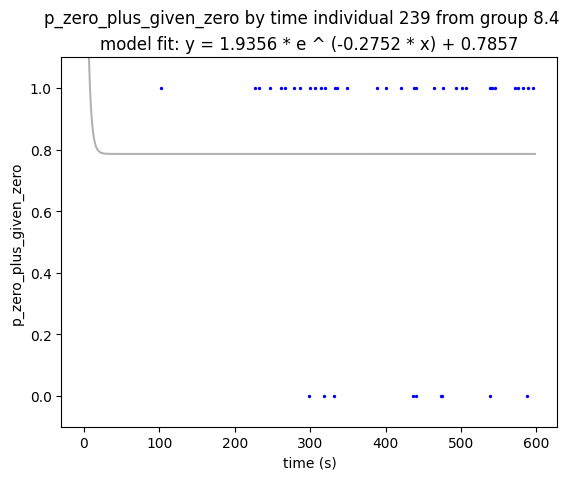 p_zero_plus_given_zero by time individual 239 from group 8.4
model fit: y = 1.9356 * e ^ (-0.2752 * x) + 0.7857
1.0
0.8
0.6
0.4
0.2
0.0
p_zero_plus_given_zero
0 100 200 300 400 500 600
time (s)